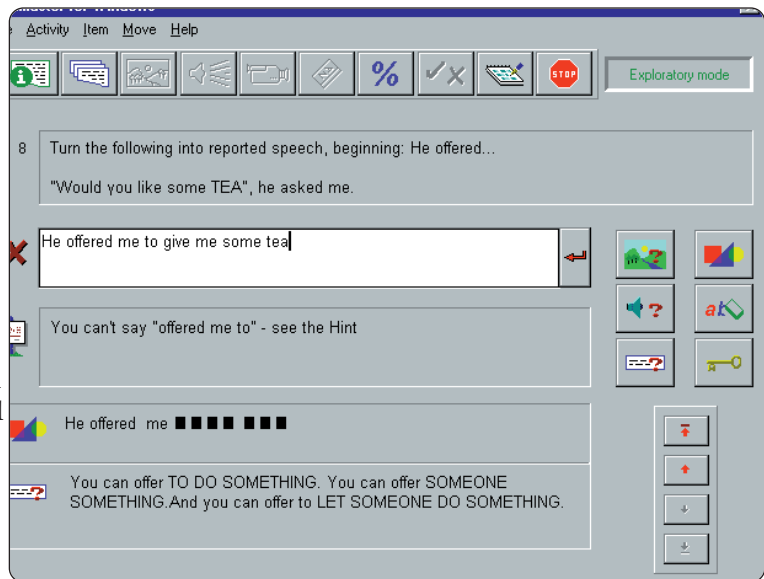 Activity Item Move Help
% STOP Exploratory mode
8 Turn the following into reported speech, beginning: He offered...
"Would you like some TEA", he asked me.
He offered me to give me some tea
You can't say "offered me to" - see the Hint
He offered me ■■■■ ■■■
You can offer TO DO SOMETHING. You can offer SOMEONE
SOMETHING.And you can offer to LET SOMEONE DO SOMETHING.